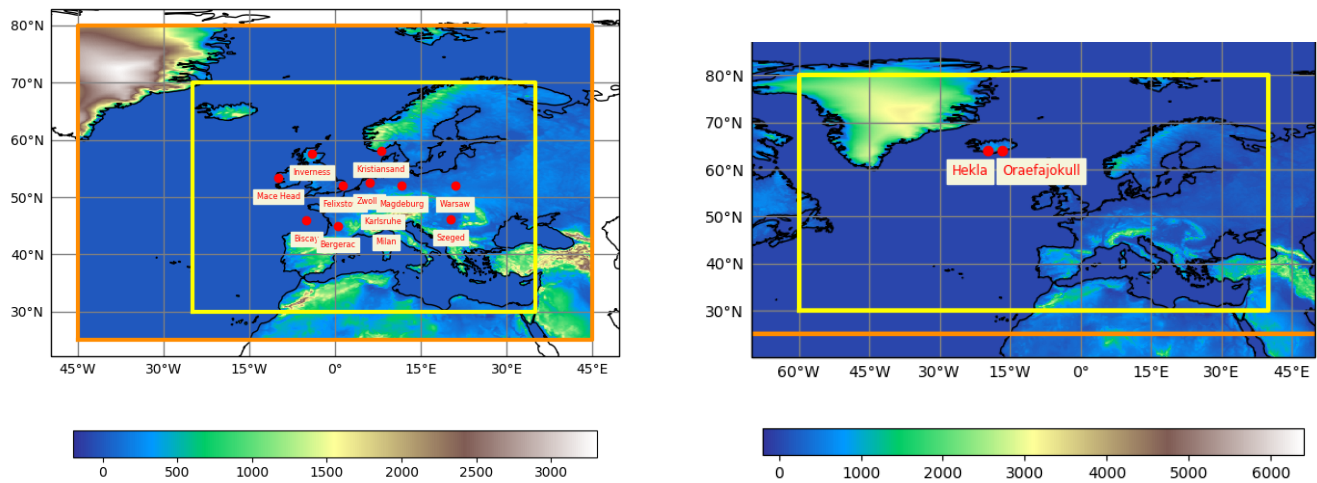 80°N
70°N
60°N
50°N
40°N
30°N
45°W 30°W 15°W 0° 15°E 30°E 45°E
Inverness
Kristiansand
Mace Head
Felixsto
Zwoll
Magdeburg
Warsaw
Karlsruhe
Biscay
Bergerac
Milan
Szeged
0 500 1000 1500 2000 2500 3000
80°N
70°N
60°N
50°N
40°N
30°N
60°W 45°W 30°W 15°W 0° 15°E 30°E 45°E
Hekla
Oraefajokull
0 1000 2000 3000 4000 5000 6000